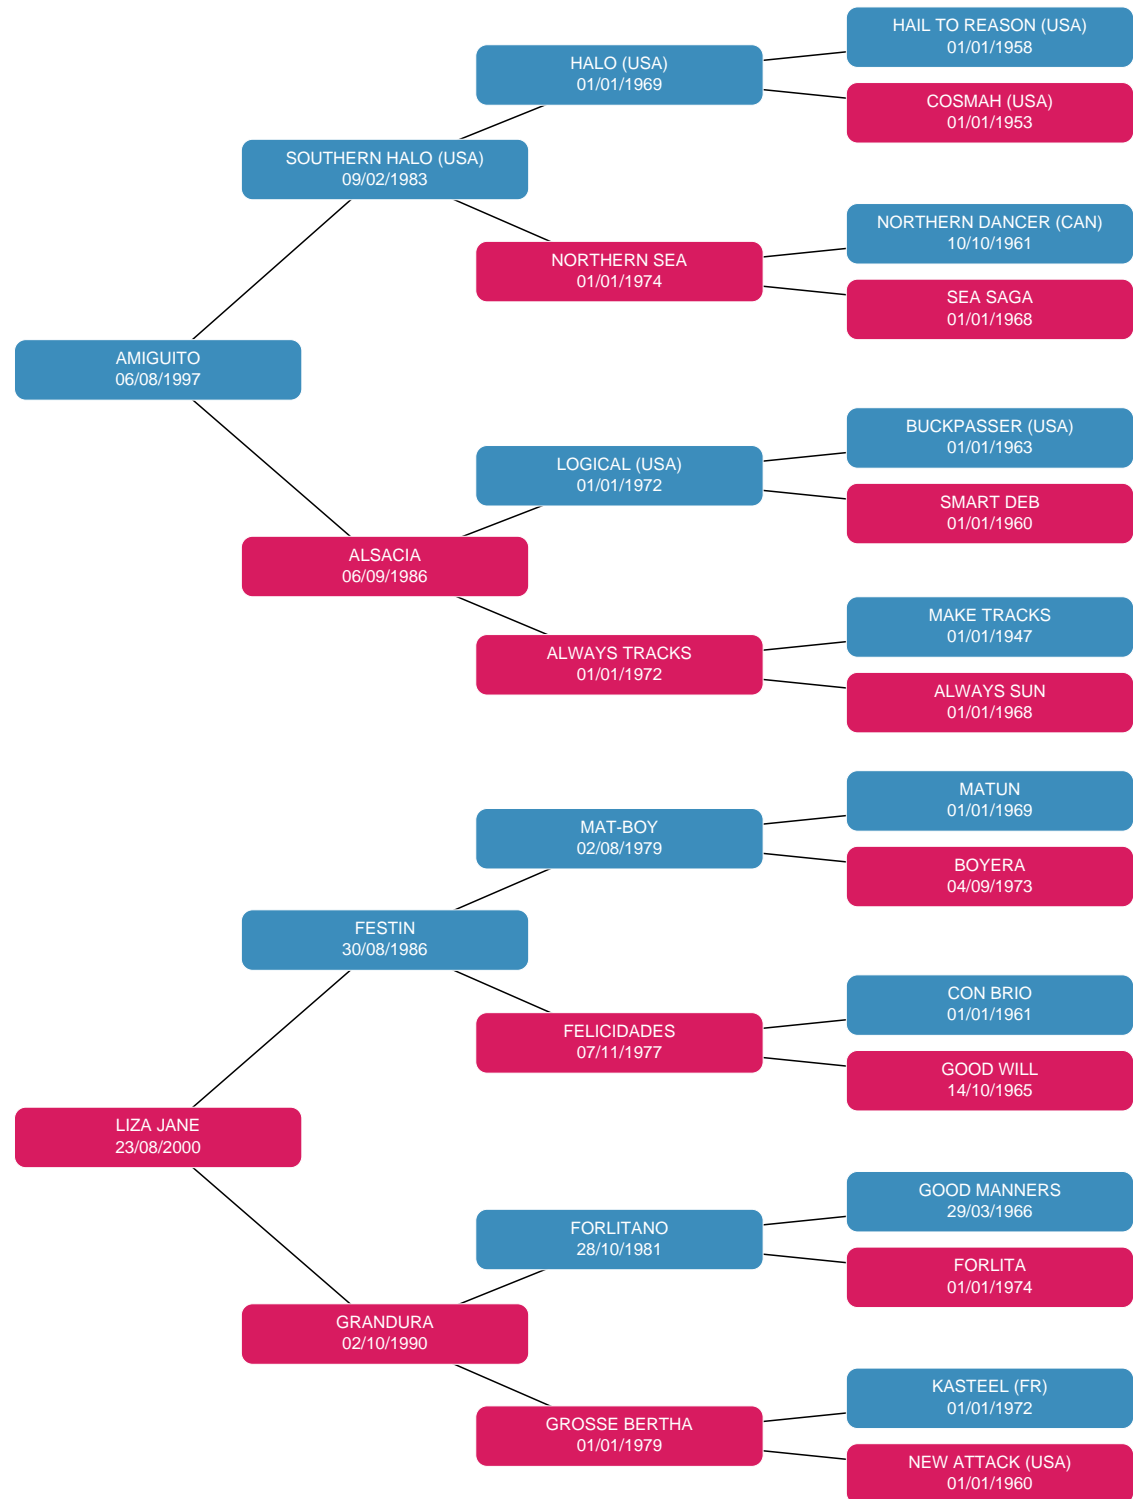 HAIL TO REASON (USA)
01/01/1958
HALO (USA)
01/01/1969
COSMAH (USA)
01/01/1953
SOUTHERN HALO (USA)
09/02/1983
NORTHERN DANCER (CAN)
10/10/1961
NORTHERN SEA
01/01/1974
SEA SAGA
01/01/1968
AMIGUITO
06/08/1997
BUCKPASSER (USA)
01/01/1963
LOGICAL (USA)
01/01/1972
SMART DEB
01/01/1960
ALSACIA
06/09/1986
MAKE TRACKS
01/01/1947
ALWAYS TRACKS
01/01/1972
ALWAYS SUN
01/01/1968
MATUN
01/01/1969
MAT-BOY
02/08/1979
BOYERA
04/09/1973
FESTIN
30/08/1986
CON BRIO
01/01/1961
FELICIDADES
07/11/1977
GOOD WILL
14/10/1965
LIZA JANE
23/08/2000
GOOD MANNERS
29/03/1966
FORLITANO
28/10/1981
FORLITA
01/01/1974
GRANDURA
02/10/1990
KASTEEL (FR)
01/01/1972
GROSSE BERTHA
01/01/1979
NEW ATTACK (USA)
01/01/1960